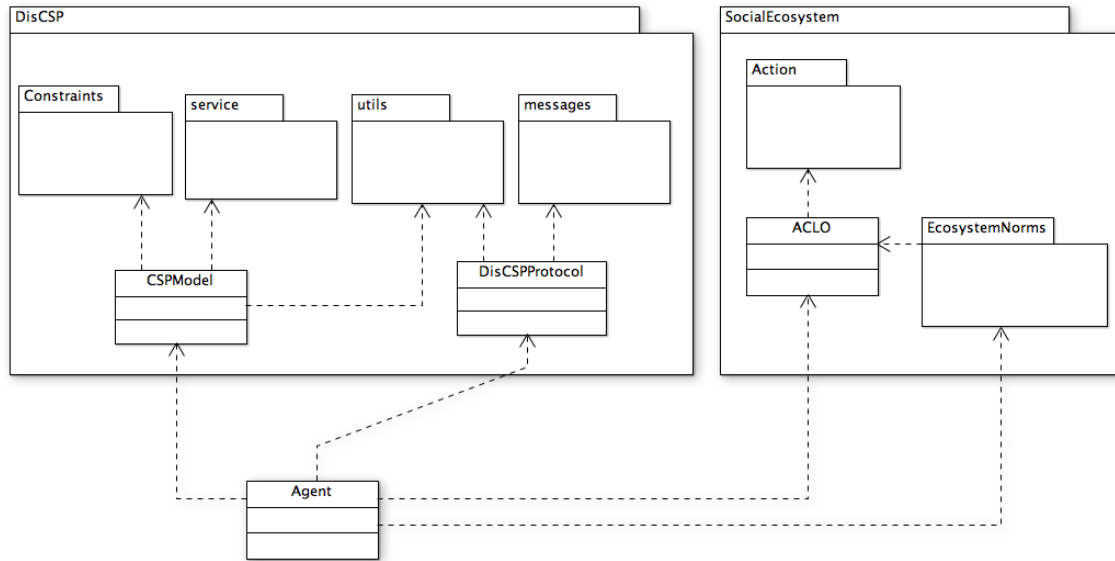 DisCSP
SocialEcosystem
Constraints
service
utils
messages
Action
ACLO
EcosystemNorms
CSPModel
DisCSPProtocol
Agent